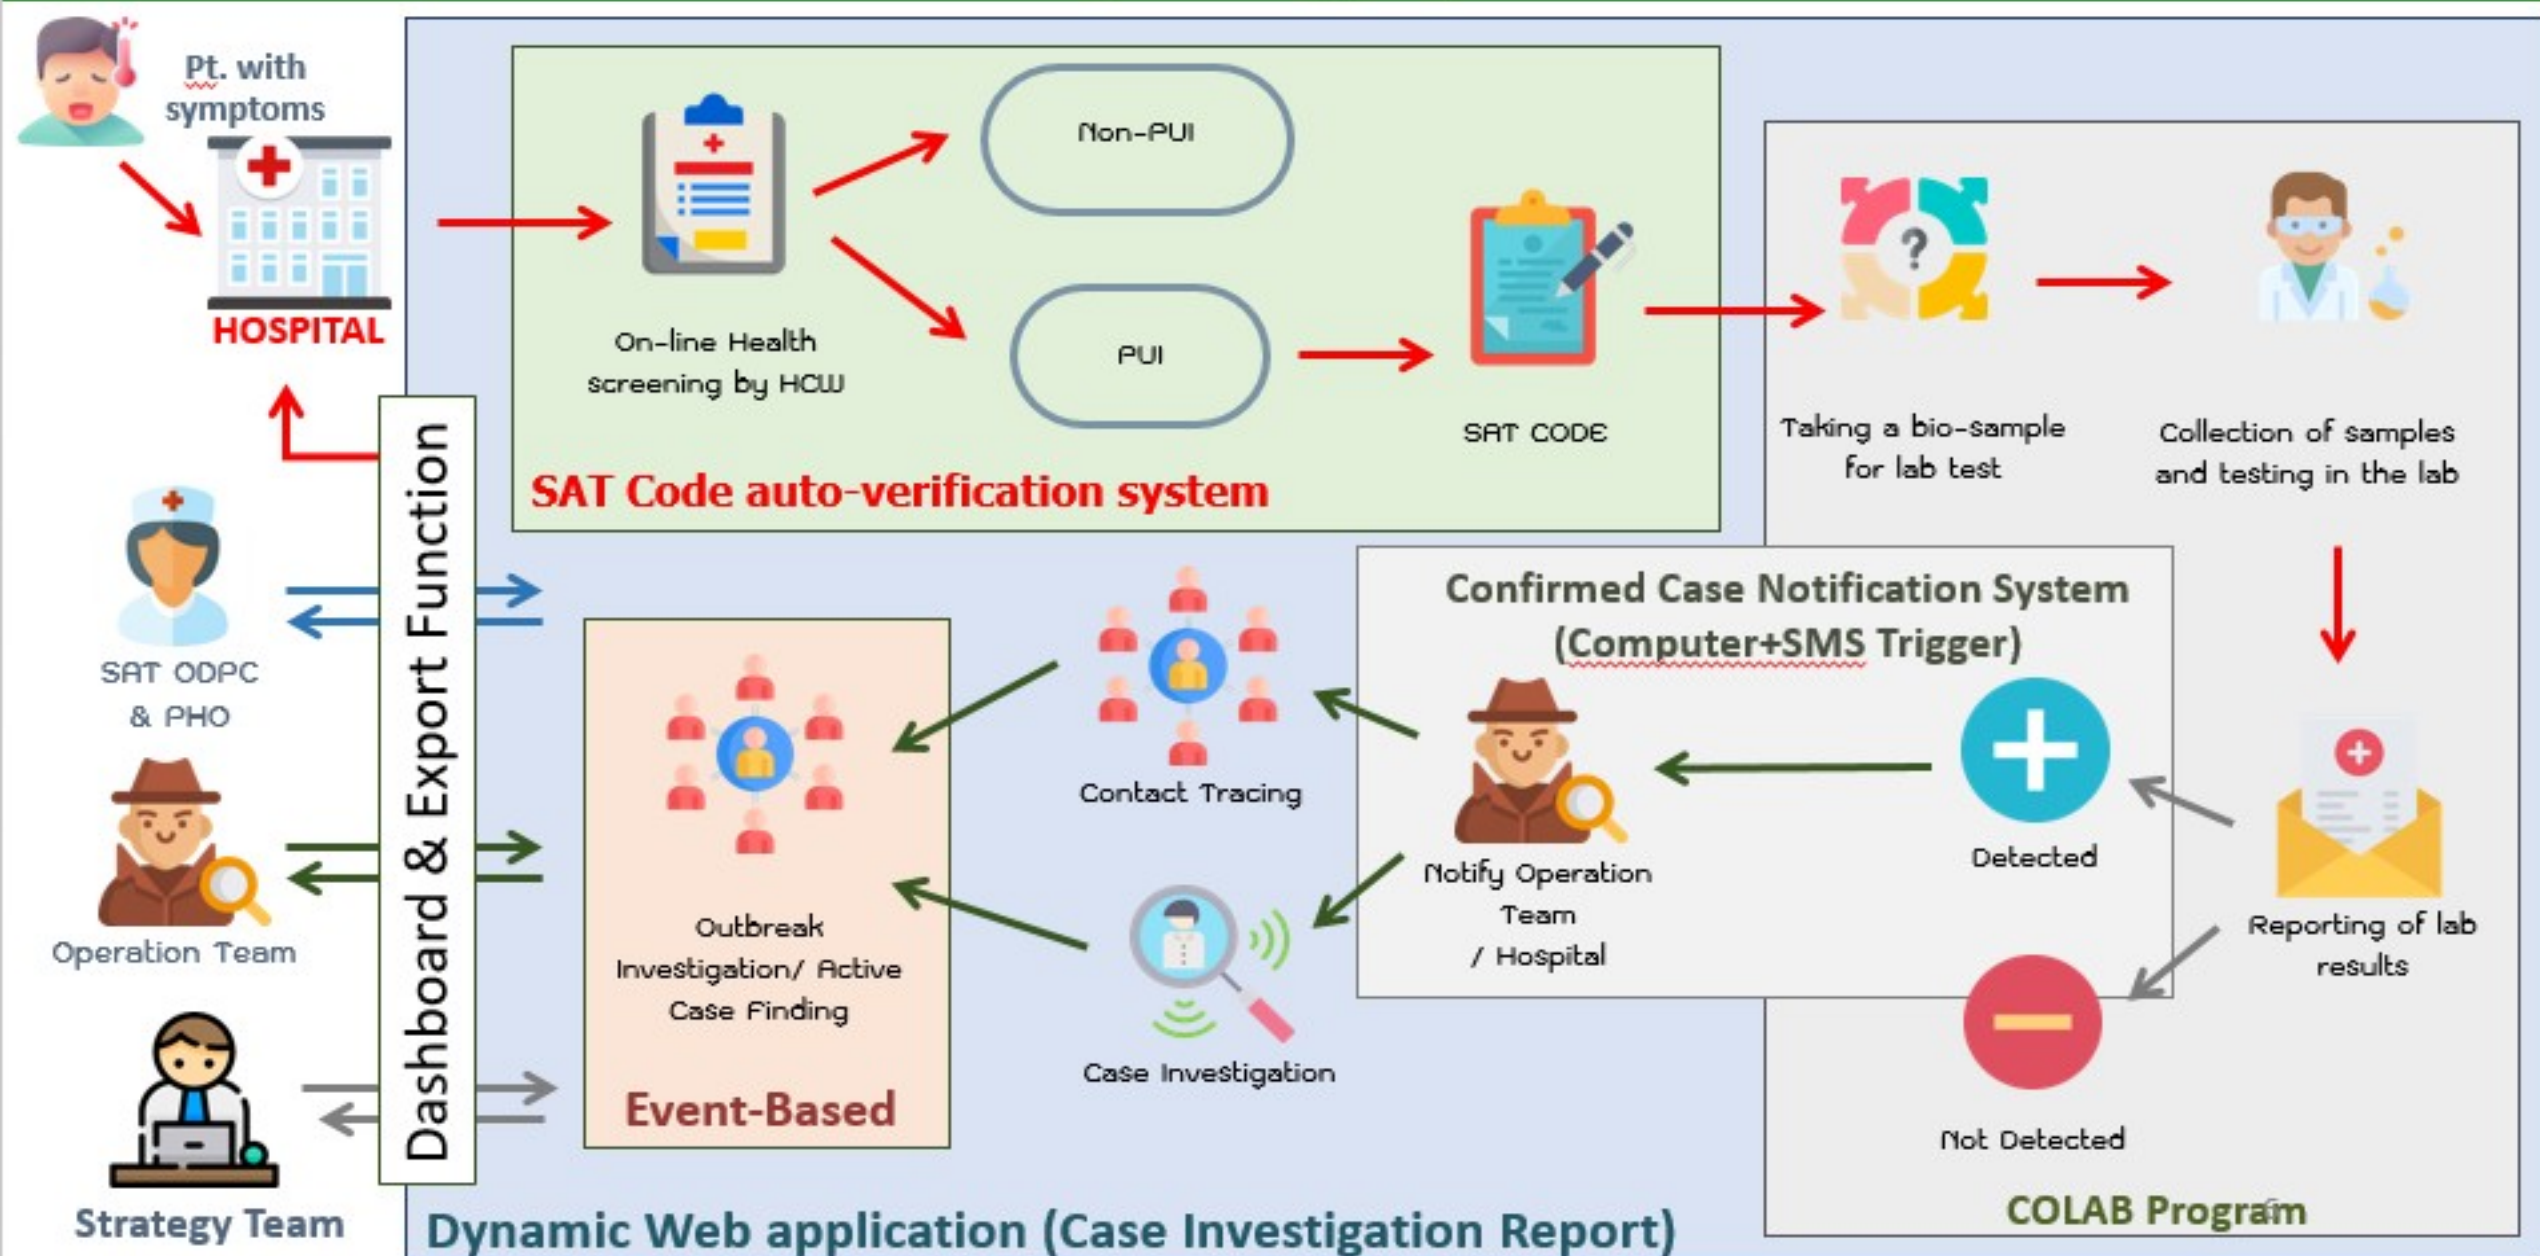 Pt. with
symptoms
HOSPITAL
Non-PUI
PUI
On-line Health
screening by HCW
SAT CODE
SAT Code auto-verification system
Taking a bio-sample
for lab test
Collection of samples
and testing in the lab
Dashboard & Export Function
SAT ODPC
& PHO
Operation Team
Strategy Team
Confirmed Case Notification System
(Computer+SMS Trigger)
Contact Tracing
Case Investigation
Notify Operation
Team
/ Hospital
Detected
Not Detected
Reporting of lab
results
Outbreak
Investigation/ Active
Case Finding
Event-Based
COLAB Program
Dynamic Web application (Case Investigation Report)